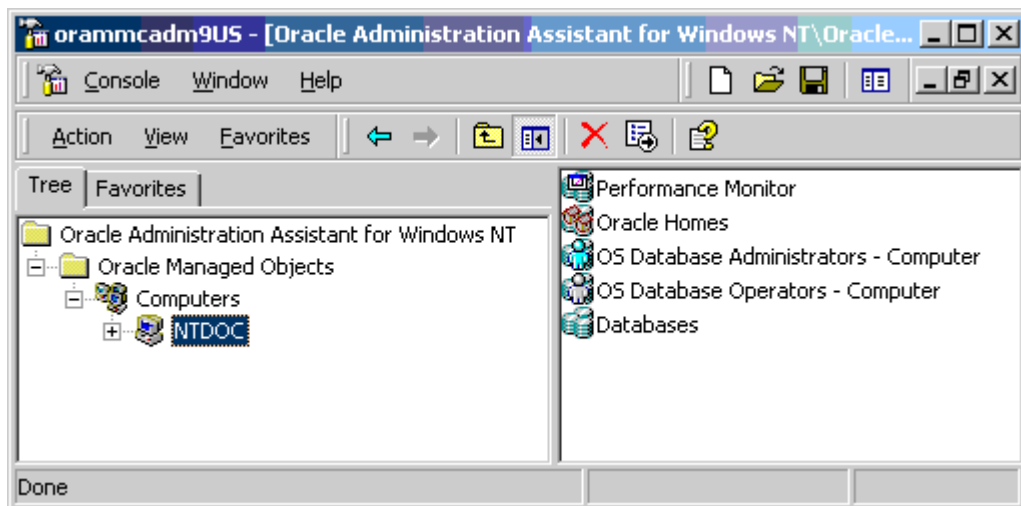 orammcadm9US - [Oracle Administration Assistant for Windows NT\Oracle...
Console Window Help
Action View Favorites
Tree Favorites
Oracle Administration Assistant for Windows NT
Oracle Managed Objects
Computers
NTDOC
Performance Monitor
Oracle Homes
OS Database Administrators - Computer
OS Database Operators - Computer
Databases
Done